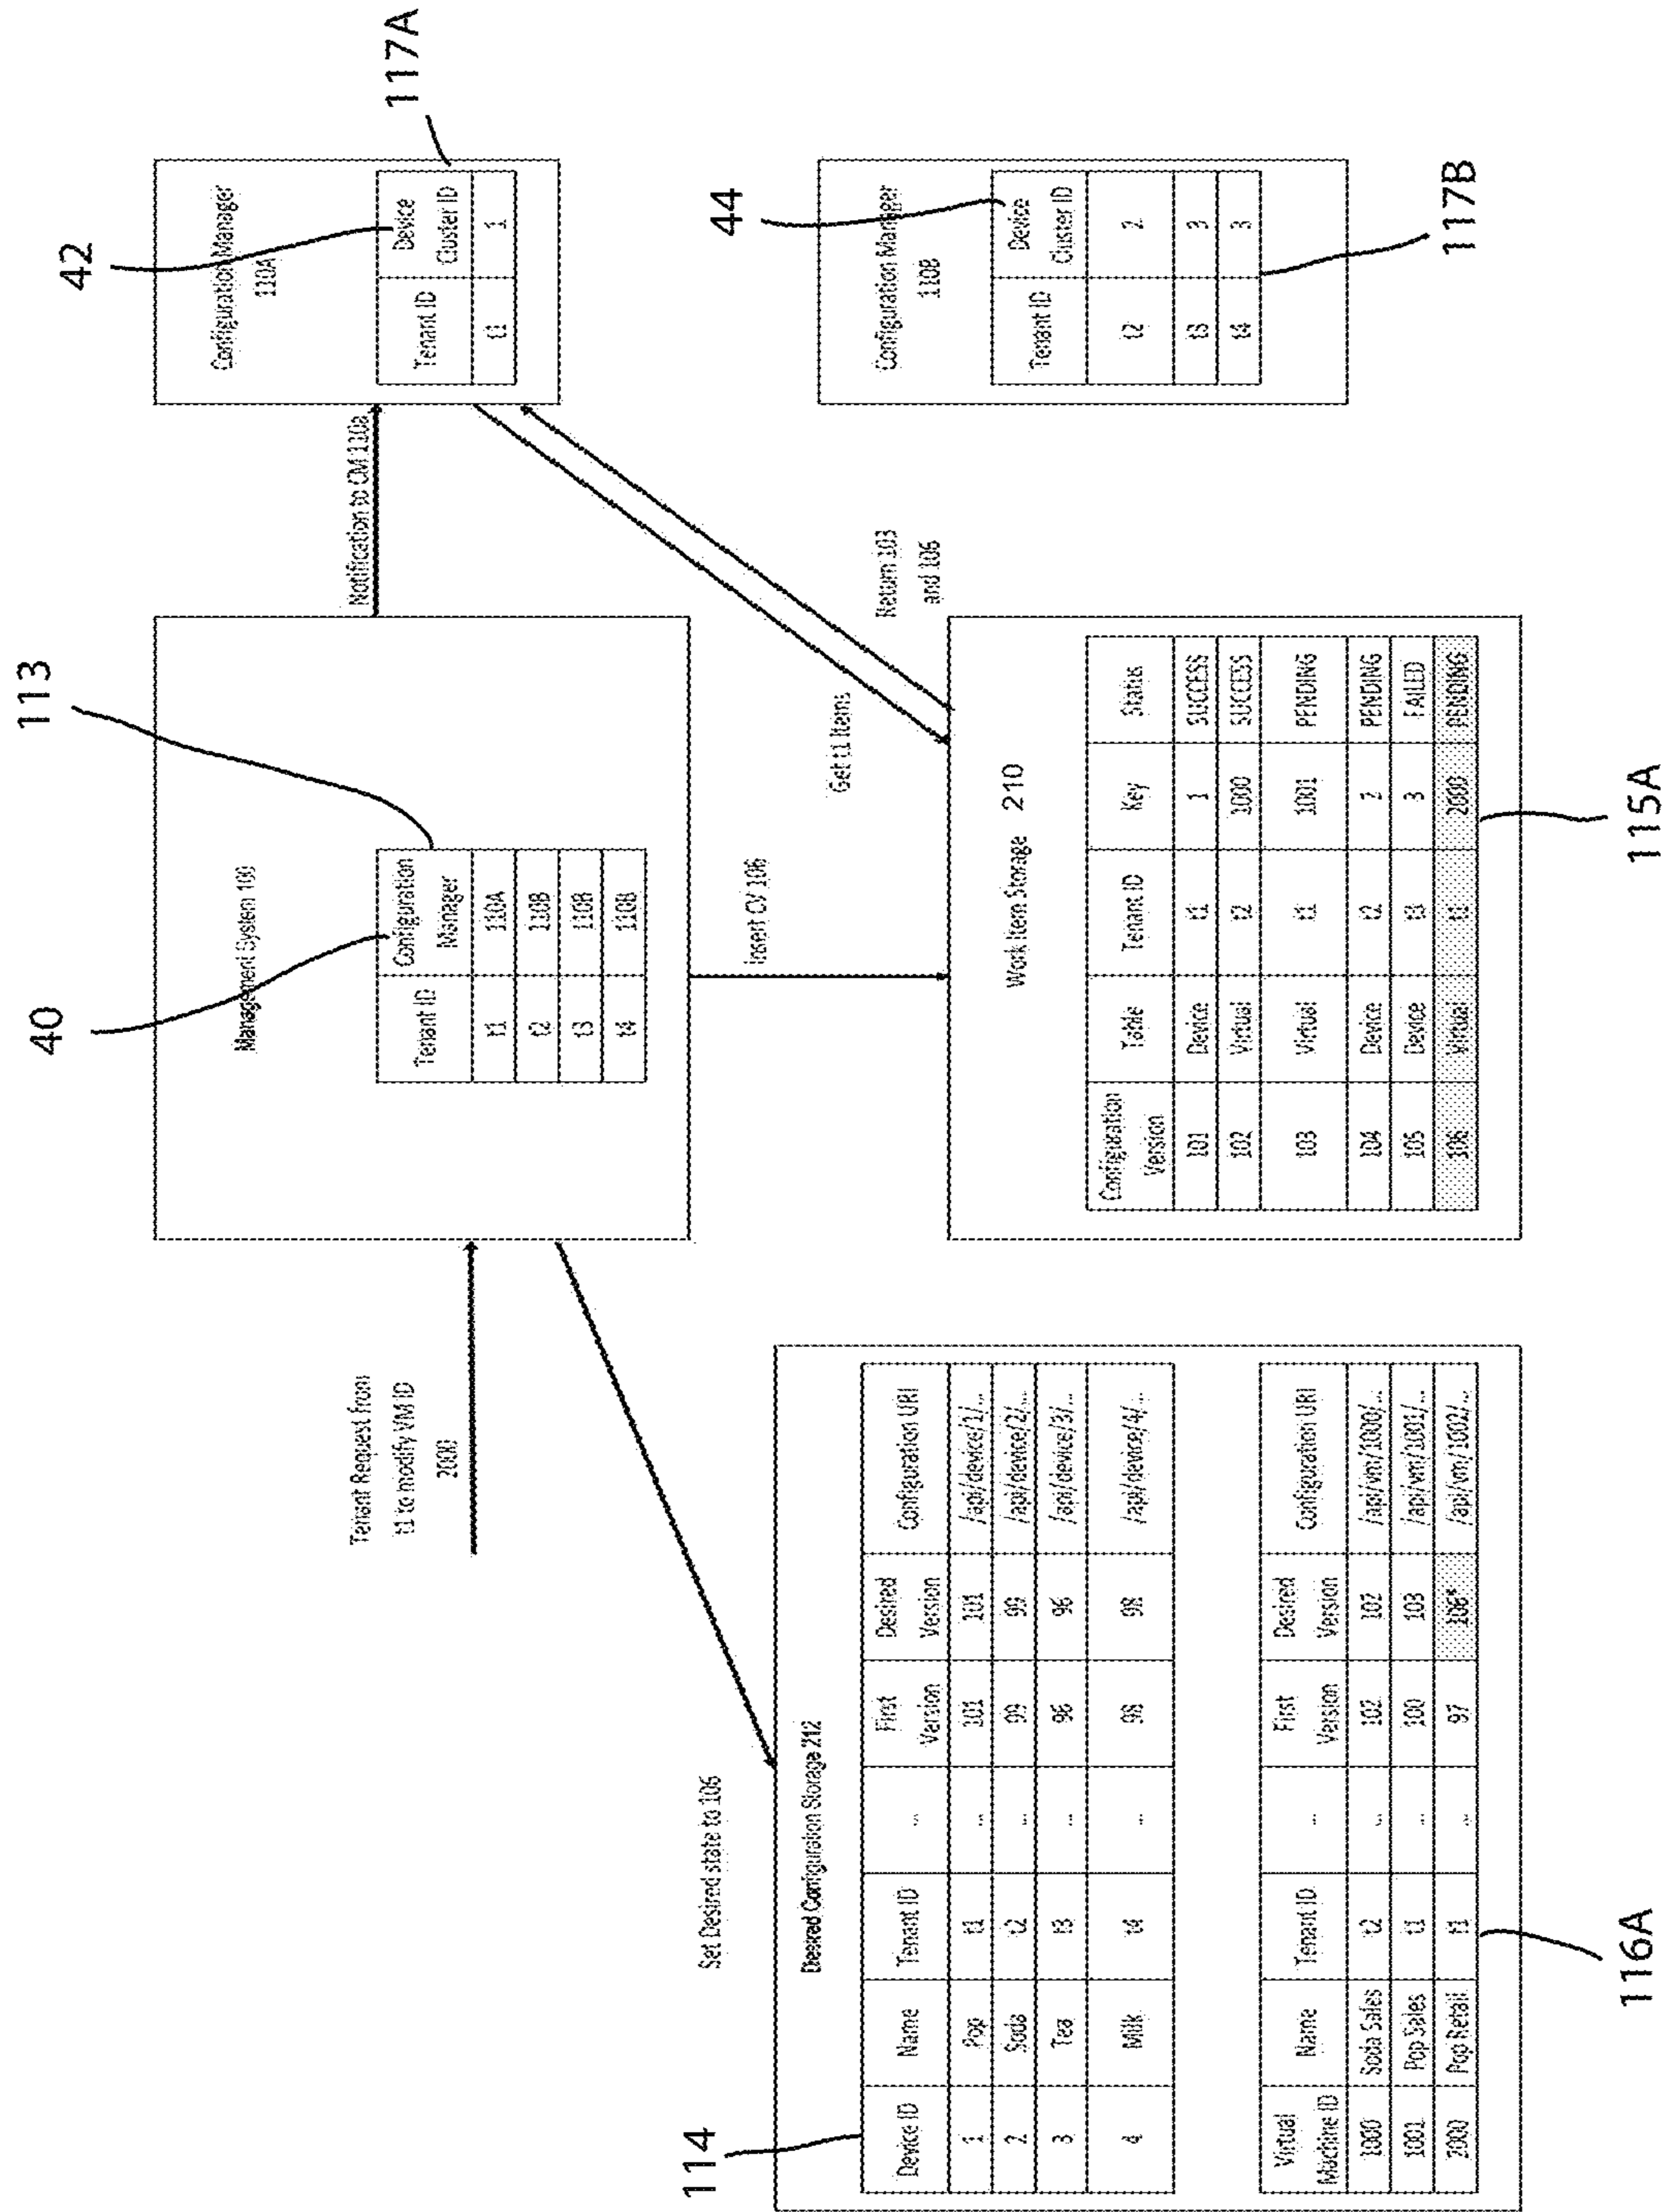 40
113
42
117A
Management System 100
Tenant ID
Configuration
Manager
t1
110A
t2
110B
t3
110B
t4
110B
Notification to CM 110a
Configuration Manager
110A
Tenant ID
Device
Cluster ID
t1
1
Tenant Request from
t1 to modify VM ID
2000
Insert CV 106
Get t1 Items
Return 103
and 106
44
Configuration Manager
110B
Tenant ID
Device
Cluster ID
t2
2
t3
3
t4
3
117B
Set Desired state to 106
114
Desired Configuration Storage 212
Device ID
Name
Tenant ID
...
First
Version
Desired
Version
Configuration URI
1
Pop
t1
...
101
101
/api/device/1/...
2
Soda
t2
...
99
99
/api/device/2/...
3
Tea
t3
...
96
96
/api/device/3/...
4
Milk
t4
...
98
98
/api/device/4/...
Virtual
Machine ID
Name
Tenant ID
...
First
Version
Desired
Version
Configuration URI
1000
Soda Sales
t2
...
102
102
/api/vm/1000/...
1001
Pop Sales
t1
...
100
103
/api/vm/1001/...
2000
Pop Retail
t1
...
97
106*
/api/vm/1002/...
116A
Work Item Storage 210
Configuration
Version
Table
Tenant ID
Key
Status
101
Device
t1
1
SUCCESS
102
Virtual
t2
1000
SUCCESS
103
Virtual
t1
1001
PENDING
104
Device
t2
2
PENDING
105
Device
t3
3
FAILED
106
Virtual
t1
2000
PENDING
115A